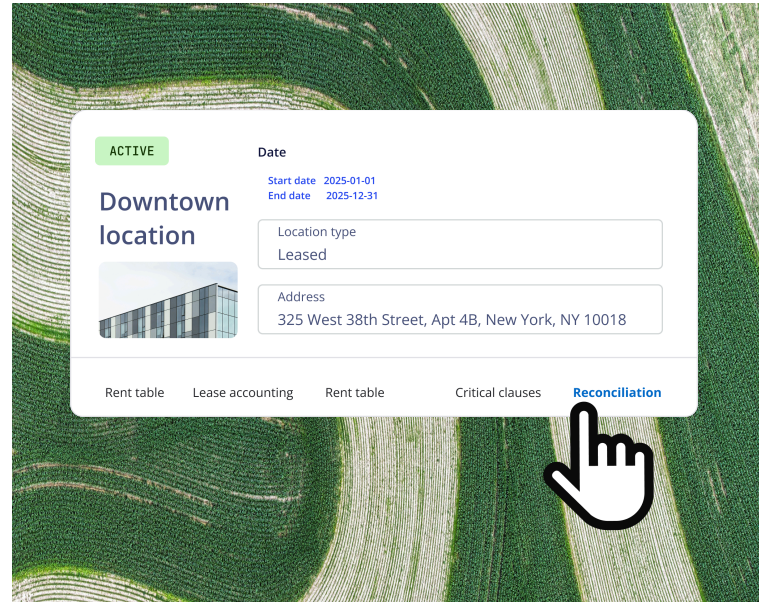 ACTIVE
Downtown
location
Date
Start date 2025-01-01
End date 2025-12-31
Location type
Leased
Address
325 West 38th Street, Apt 4B, New York, NY 10018
Rent table Lease accounting Rent table Critical clauses Reconciliation